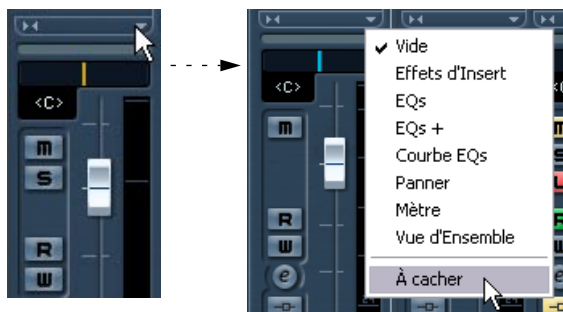 <C>
m
S
R
W
<C>
m
R
W
e
✔ Vide
Effets d'Insert
EQs
EQs +
Courbe EQs
Panner
Mètre
Vue d'Ensemble
À cacher